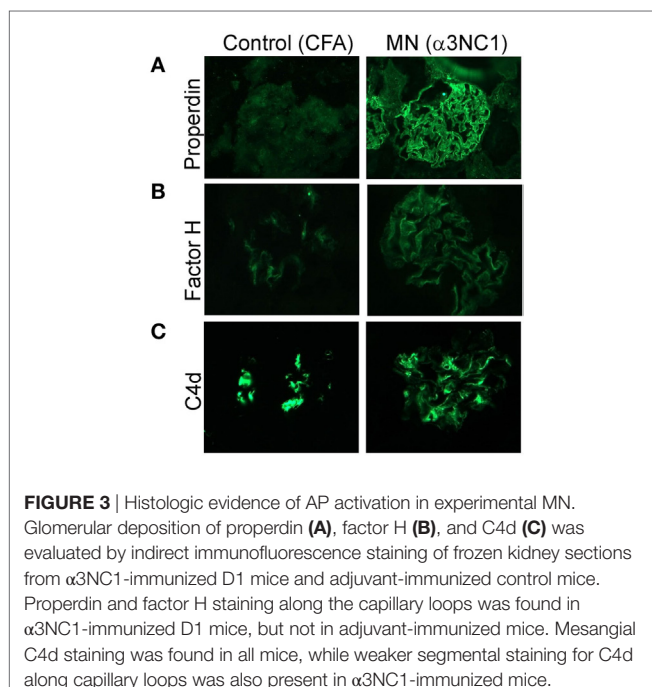 Control (CFA) MN (α3NC1)
A
Properdin
B
Factor H
C
C4d
FIGURE 3 | Histologic evidence of AP activation in experimental MN.
Glomerular deposition of properdin (A), factor H (B), and C4d (C) was
evaluated by indirect immunofluorescence staining of frozen kidney sections
from α3NC1-immunized D1 mice and adjuvant-immunized control mice.
Properdin and factor H staining along the capillary loops was found in
α3NC1-immunized D1 mice, but not in adjuvant-immunized mice. Mesangial
C4d staining was found in all mice, while weaker segmental staining for C4d
along capillary loops was also present in α3NC1-immunized mice.